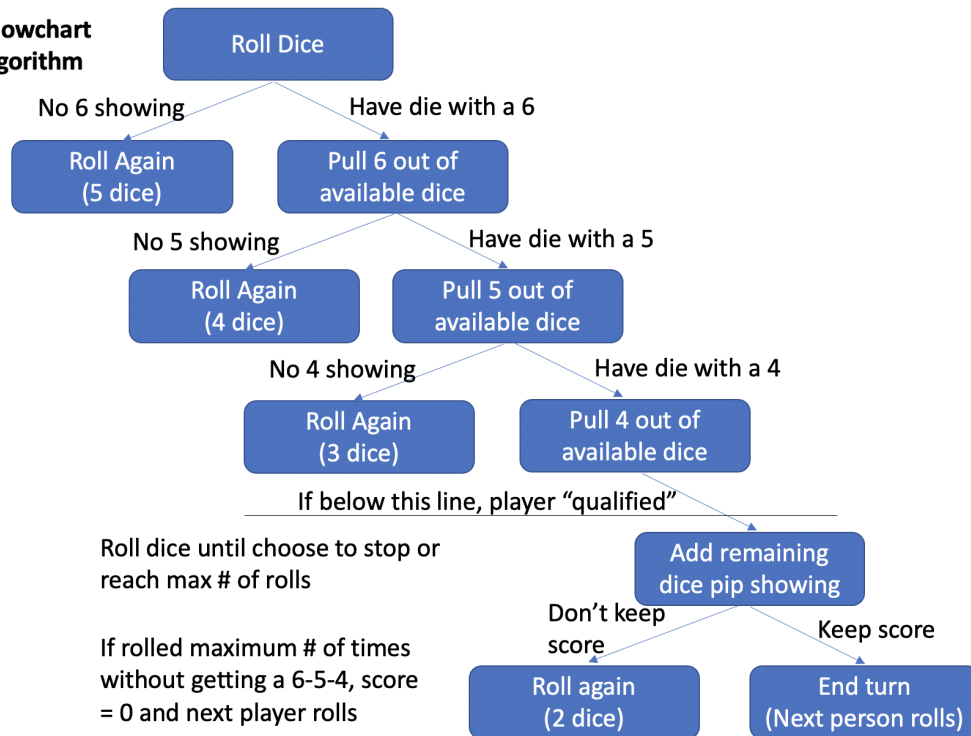 owchart
gorithm
Roll Dice
No 6 showing
Have die with a 6
Roll Again
(5 dice)
Pull 6 out of
available dice
No 5 showing
Have die with a 5
Roll Again
(4 dice)
Pull 5 out of
available dice
No 4 showing
Have die with a 4
Roll Again
(3 dice)
Pull 4 out of
available dice
If below this line, player “qualified”
Roll dice until choose to stop or
reach max # of rolls
Add remaining
dice pip showing
Don’t keep
score
Keep score
If rolled maximum # of times
without getting a 6-5-4, score
= 0 and next player rolls
Roll again
(2 dice)
End turn
(Next person rolls)